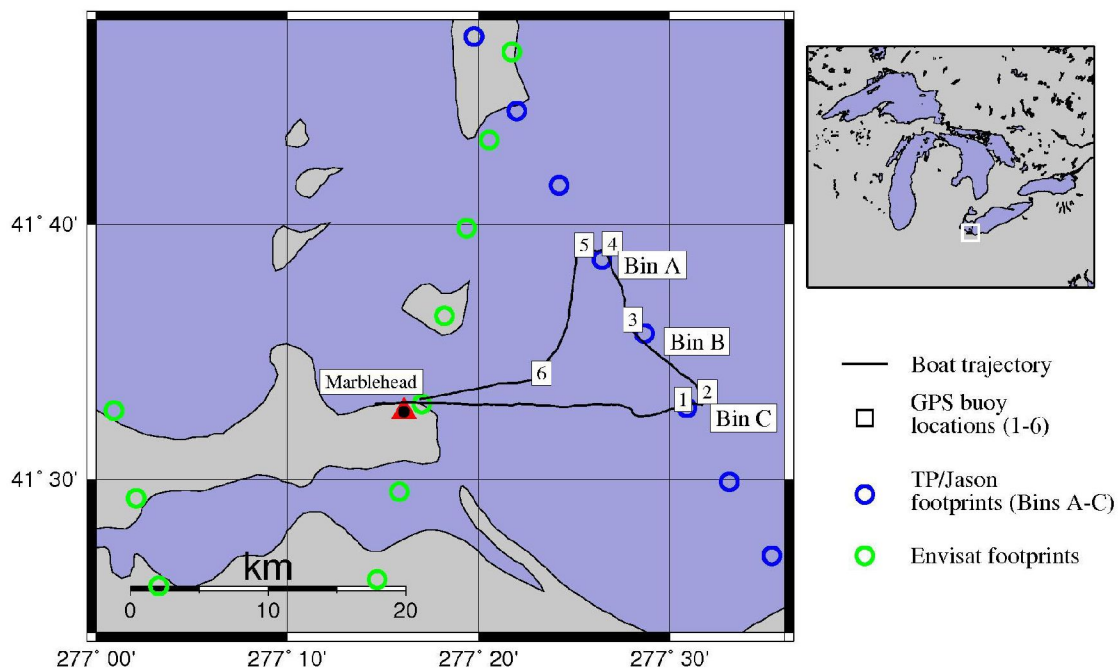 41° 40'
41° 30'
277° 00'
277° 10'
277° 20'
277° 30'
5
4
Bin A
3
Bin B
6
Marblehead
1
2
Bin C
km
0
10
20
Boat trajectory
GPS buoy
locations (1-6)
TP/Jason
footprints (Bins A-C)
Envisat footprints